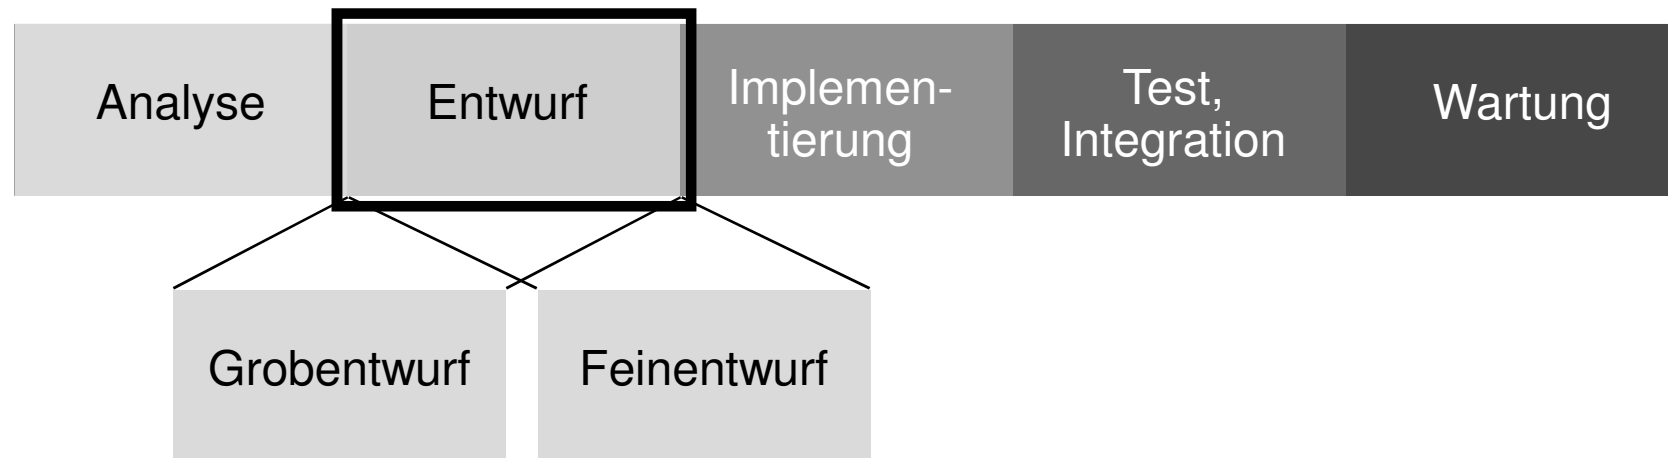 Analyse
Entwurf
Implemen-
tierung
Test,
Integration
Wartung
Grobentwurf
Feinentwurf